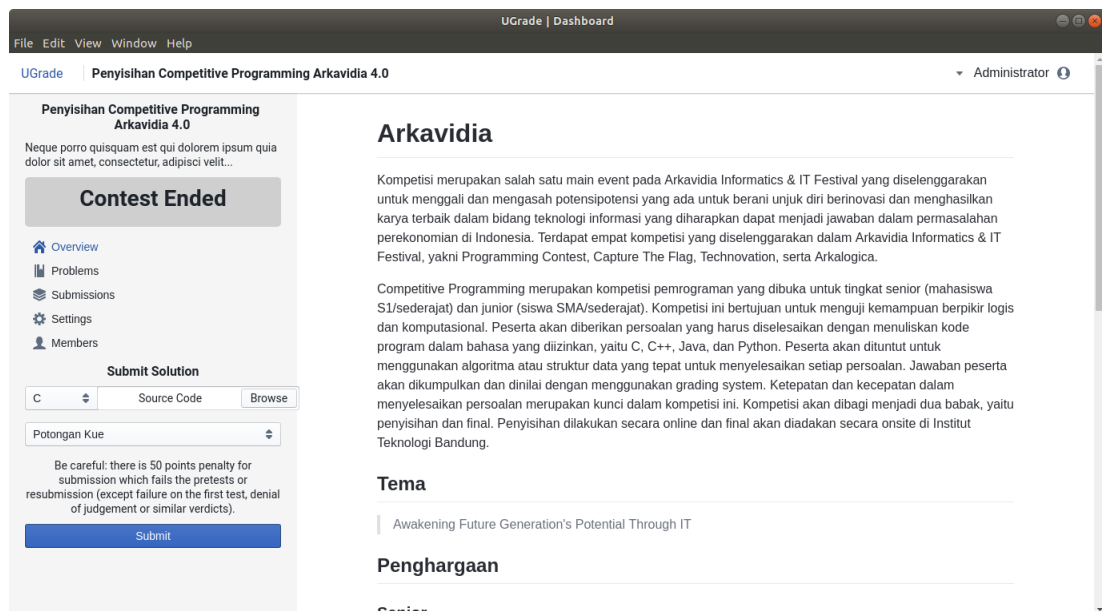 UGrade | Dashboard
File Edit View Window Help
UGrade
Penyisihan Competitive Programming Arkavidia 4.0
Administrator
Penyisihan Competitive Programming
Arkavidia 4.0
Neque porro quisquam est qui dolorem ipsum quia
dolor sit amet, consectetur, adipisci velit...
Contest Ended
Overview
Problems
Submissions
Settings
Members
Submit Solution
C
Source Code
Browse
Potongan Kue
Be careful: there is 50 points penalty for
submission which fails the pretests or
resubmission (except failure on the first test, denial
of judgement or similar verdicts).
Submit
Arkavidia
Kompetisi merupakan salah satu main event pada Arkavidia Informatics & IT Festival yang diselenggarakan
untuk menggali dan mengasah potensipotensi yang ada untuk berani unjuk diri berinovasi dan menghasilkan
karya terbaik dalam bidang teknologi informasi yang diharapkan dapat menjadi jawaban dalam permasalahan
perekonomian di Indonesia. Terdapat empat kompetisi yang diselenggarakan dalam Arkavidia Informatics & IT
Festival, yakni Programming Contest, Capture The Flag, Technovation, serta Arkalogica.
Competitive Programming merupakan kompetisi pemrograman yang dibuka untuk tingkat senior (mahasiswa
S1/sederajat) dan junior (siswa SMA/sederajat). Kompetisi ini bertujuan untuk menguji kemampuan berpikir logis
dan komputasional. Peserta akan diberikan persoalan yang harus diselesaikan dengan menuliskan kode
program dalam bahasa yang diizinkan, yaitu C, C++, Java, dan Python. Peserta akan dituntut untuk
menggunakan algoritma atau struktur data yang tepat untuk menyelesaikan setiap persoalan. Jawaban peserta
akan dikumpulkan dan dinilai dengan menggunakan grading system. Ketepatan dan kecepatan dalam
menyelesaikan persoalan merupakan kunci dalam kompetisi ini. Kompetisi akan dibagi menjadi dua babak, yaitu
penyisihan dan final. Penyisihan dilakukan secara online dan final akan diadakan secara onsite di Institut
Teknologi Bandung.
Tema
Awakening Future Generation's Potential Through IT
Penghargaan
Senior